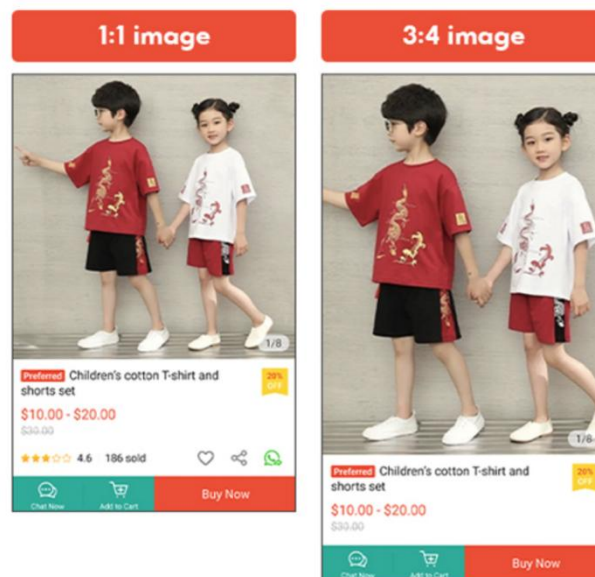 1:1 image
3:4 image
1/8
Preferred Children's cotton T-shirt and
shorts set
20%
OFF
$10.00 - $20.00
$30.00
4.6 186 sold
Chat Now
Add to Cart
Buy Now
1/8
Preferred Children's cotton T-shirt and
shorts set
20%
OFF
$10.00 - $20.00
$30.00
Chat Now
Add to Cart
Buy Now